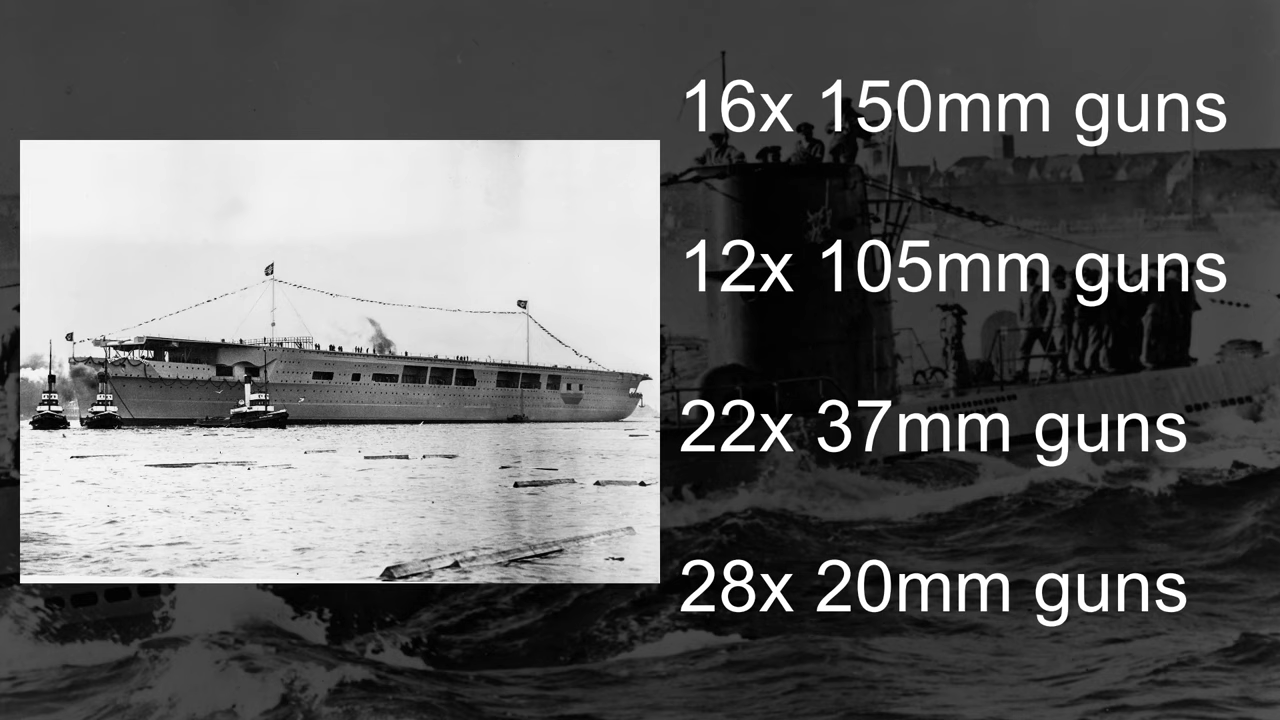 16x 150mm guns
12x 105mm guns
22x 37mm guns
28x 20mm guns